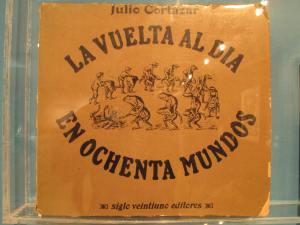 Julio Cortázar
LA VUELTA AL DIA
EN OCHENTA MUNDOS
siglo veintiuno editores